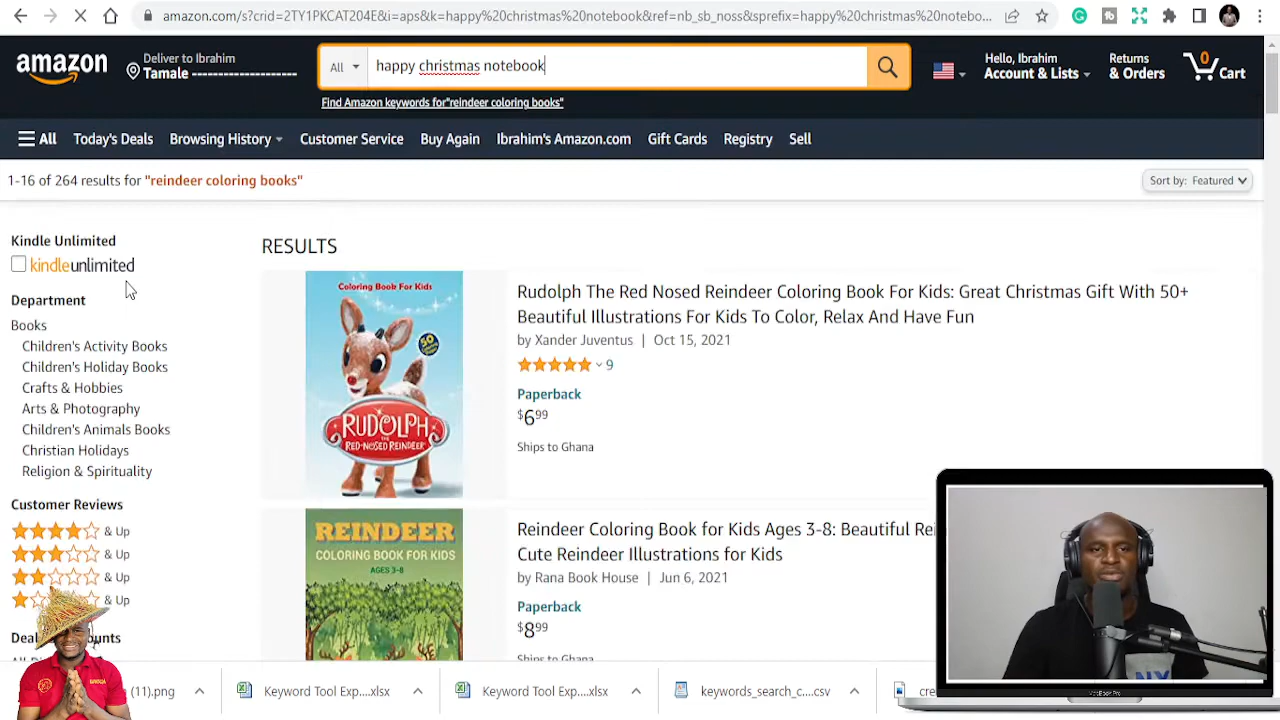 amazon.com/s?crid=2TY1PKCAT204E&i=aps&k=happy%20christmas%20notebook&ref=nb_sb_noss&sprefix=happy%20christmas%20notebo...
amazon
Deliver to Ibrahim
Tamale
All
happy christmas notebook
Hello, Ibrahim
Account & Lists
Returns
& Orders
0
Cart
Find Amazon keywords for"reindeer coloring books"
All
Today's Deals
Browsing History
Customer Service
Buy Again
Ibrahim's Amazon.com
Gift Cards
Registry
Sell
1-16 of 264 results for "reindeer coloring books"
Sort by: Featured
Kindle Unlimited
kindleunlimited
Department
Books
Children's Activity Books
Children's Holiday Books
Crafts & Hobbies
Arts & Photography
Children's Animals Books
Christian Holidays
Religion & Spirituality
Customer Reviews
& Up
& Up
& Up
& Up
RESULTS
Coloring Book For Kids
50
RUDOLPH
THE
RED-NOSED REINDEER
Rudolph The Red Nosed Reindeer Coloring Book For Kids: Great Christmas Gift With 50+
Beautiful Illustrations For Kids To Color, Relax And Have Fun
by Xander Juventus | Oct 15, 2021
9
Paperback
$6 99
Ships to Ghana
REINDEER
COLORING BOOK FOR KIDS
AGES 3-8
Reindeer Coloring Book for Kids Ages 3-8: Beautiful Rei
Cute Reindeer Illustrations for Kids
by Rana Book House | Jun 6, 2021
Paperback
$8 99
Ships to Ghana
(11).png
Keyword Tool Exp....xlsx
Keyword Tool Exp....xlsx
keywords_search_c....csv
cre
MacBook Pro